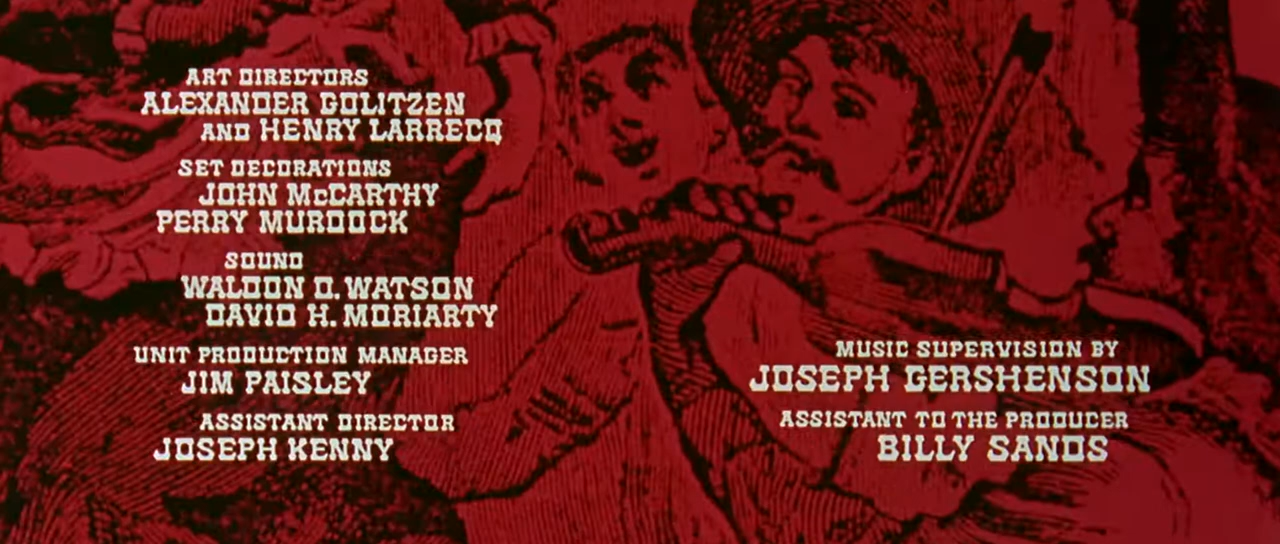 ART DIRECTORS
ALEXANDER GOLITZEN
AND HENRY LARRECQ
SET DECORATIONS
JOHN McCARTHY
PERRY MURDOCK
SOUND
WALDON O. WATSON
DAVID H. MORIARTY
UNIT PRODUCTION MANAGER
JIM PAISLEY
ASSISTANT DIRECTOR
JOSEPH KENNY
MUSIC SUPERVISION BY
JOSEPH GERSHENSON
ASSISTANT TO THE PRODUCER
BILLY SANDS